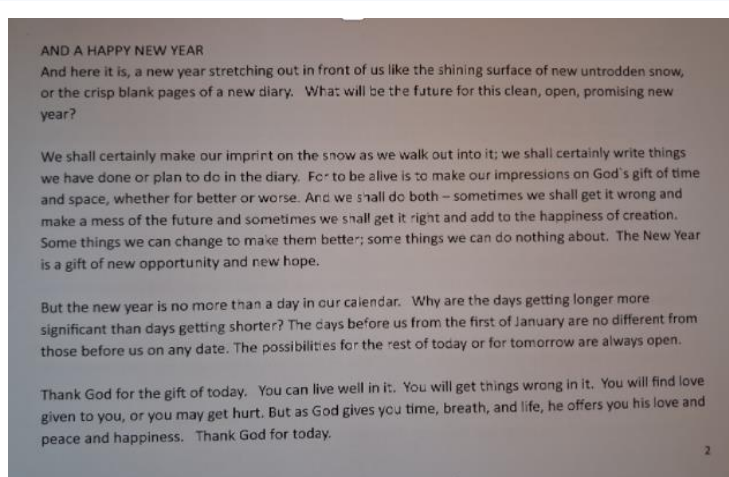 AND A HAPPY NEW YEAR
And here it is, a new year stretching out in front of us like the shining surface of new untrodden snow,
or the crisp blank pages of a new diary. What will be the future for this clean, open, promising new
year?
We shall certainly make our imprint on the snow as we walk out into it; we shall certainly write things
we have done or plan to do in the diary. For to be alive is to make our impressions on God's gift of time
and space, whether for better or worse. And we shall do both – sometimes we shall get it wrong and
make a mess of the future and sometimes we shall get it right and add to the happiness of creation.
Some things we can change to make them better; some things we can do nothing about. The New Year
is a gift of new opportunity and new hope.
But the new year is no more than a day in our calendar. Why are the days getting longer more
significant than days getting shorter? The days before us from the first of January are no different from
those before us on any date. The possibilities for the rest of today or for tomorrow are always open.
Thank God for the gift of today. You can live well in it. You will get things wrong in it. You will find love
given to you, or you may get hurt. But as God gives you time, breath, and life, he offers you his love and
peace and happiness. Thank God for today.
2